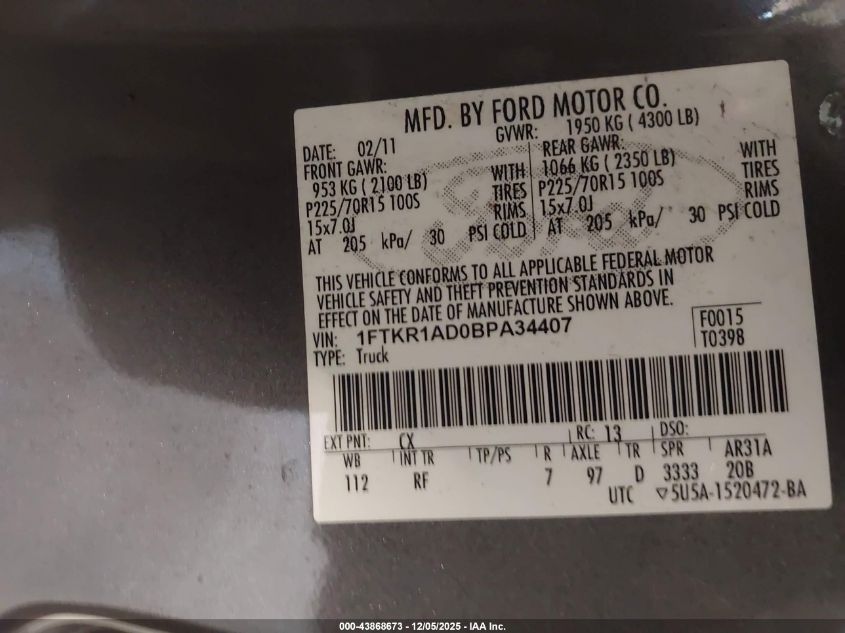 MFD. BY FORD MOTOR CO.
DATE: 02/11 GVWR: 1950 KG ( 4300 LB)
FRONT GAWR: REAR GAWR:
953 KG ( 2100 LB) WITH 1066 KG ( 2350 LB) WITH
P225/70R15 100S TIRES P225/70R15 100S TIRES
15x7.0J RIMS 15x7.0J RIMS
AT 205 kPa/ 30 PSI COLD AT 205 kPa/ 30 PSI COLD
THIS VEHICLE CONFORMS TO ALL APPLICABLE FEDERAL MOTOR
VEHICLE SAFETY AND THEFT PREVENTION STANDARDS IN
EFFECT ON THE DATE OF MANUFACTURE SHOWN ABOVE.
VIN: 1FTKR1AD0BPA34407 F0015
TYPE: Truck T0398
EXT PNT: CX RC: 13 DSO:
WB INT TR TP/PS R AXLE TR SPR AR31A
112 RF 7 97 D 3333 20B
UTC ▽5U5A-1520472-BA
000-43868673 - 12/05/2025 - IAA Inc.